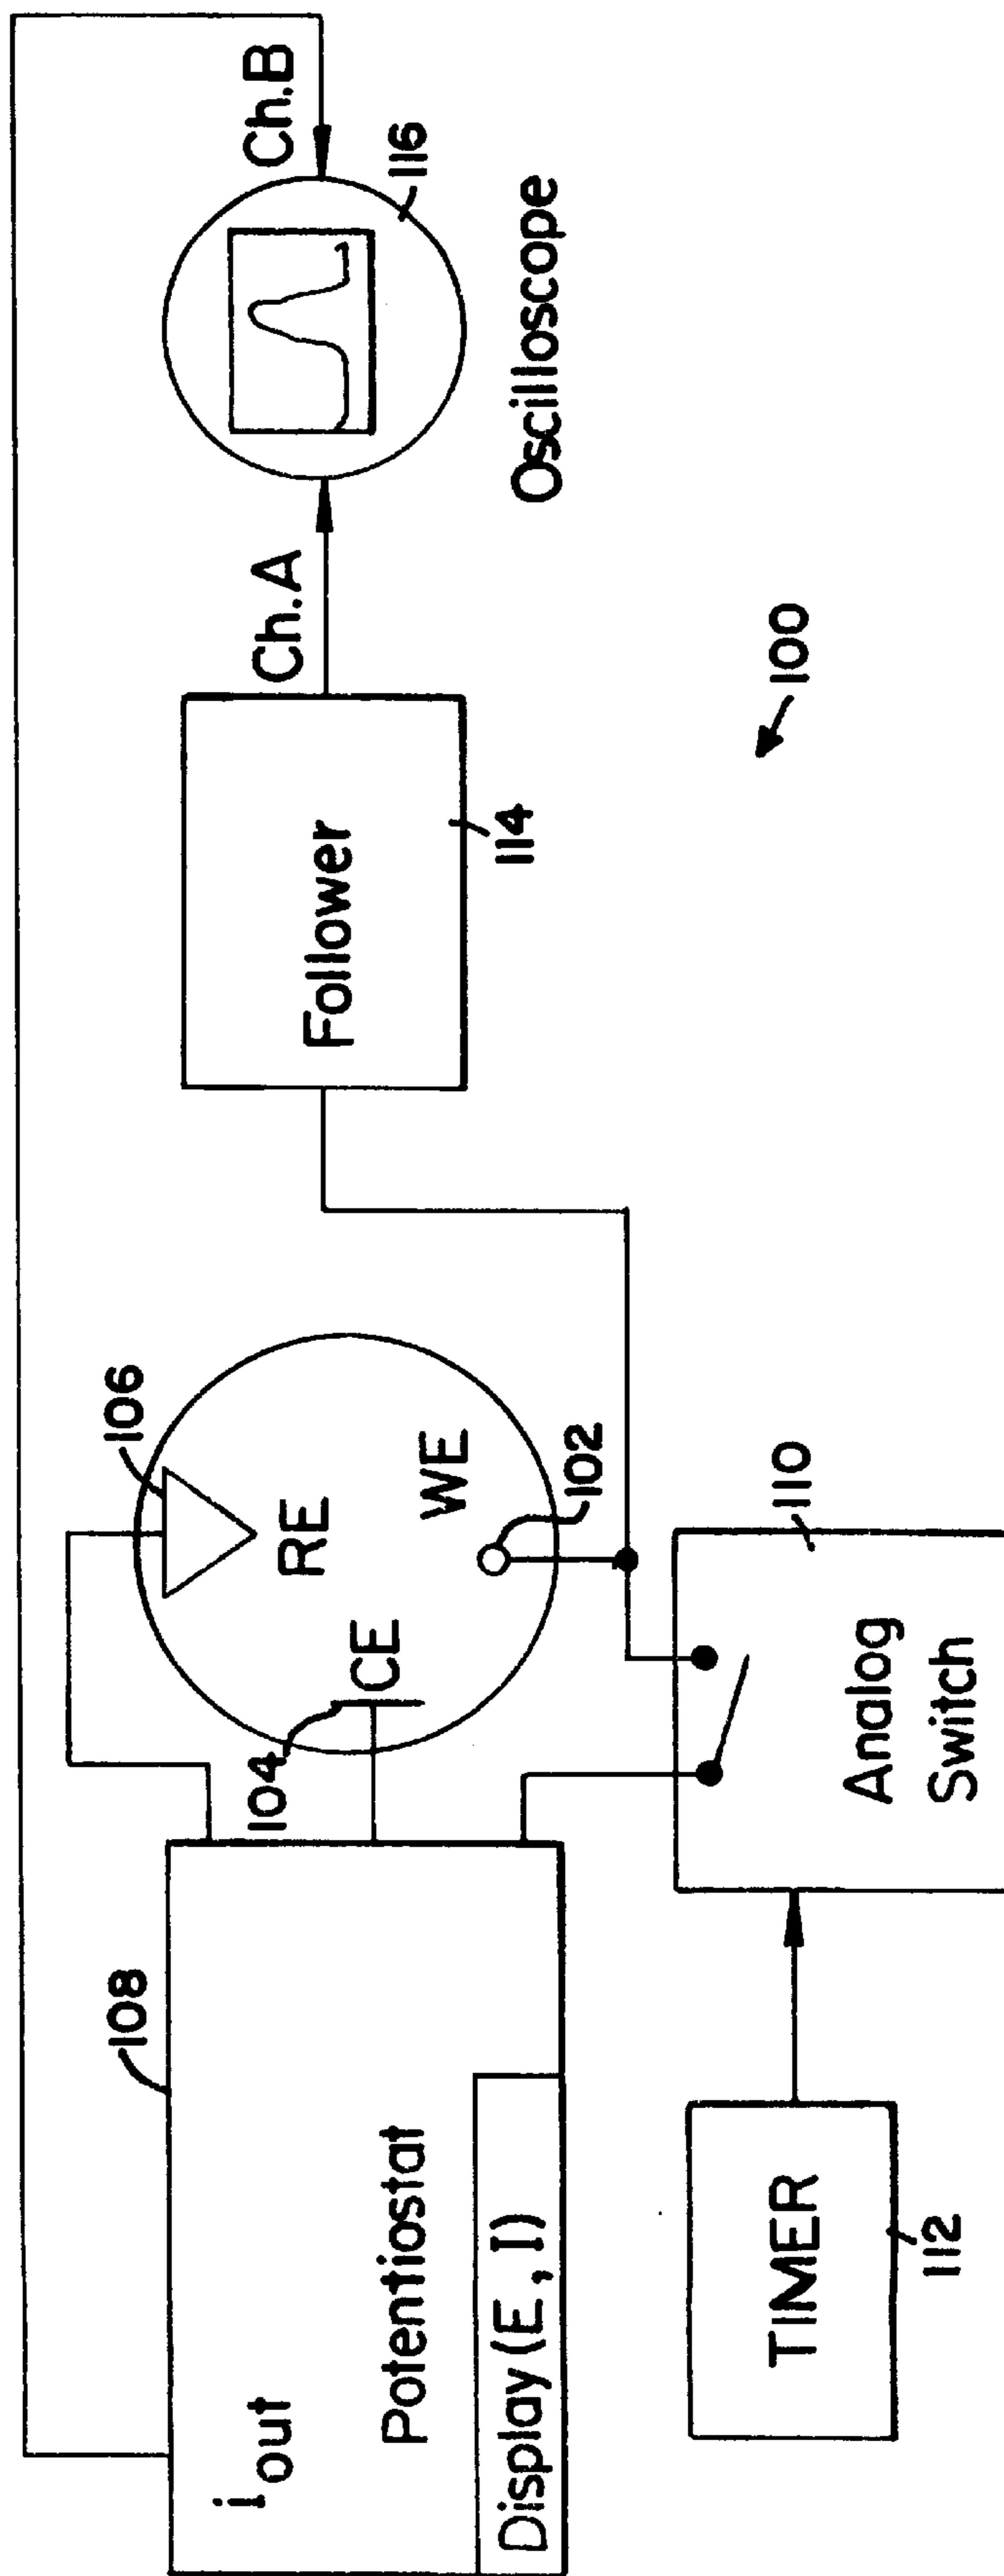 Ch.B
116
Oscilloscope
Ch.A
Follower
114
100
106
RE
WE
102
CE
104
108
i out
Potentiostat
Display (E, I)
110
Analog
Switch
TIMER
112